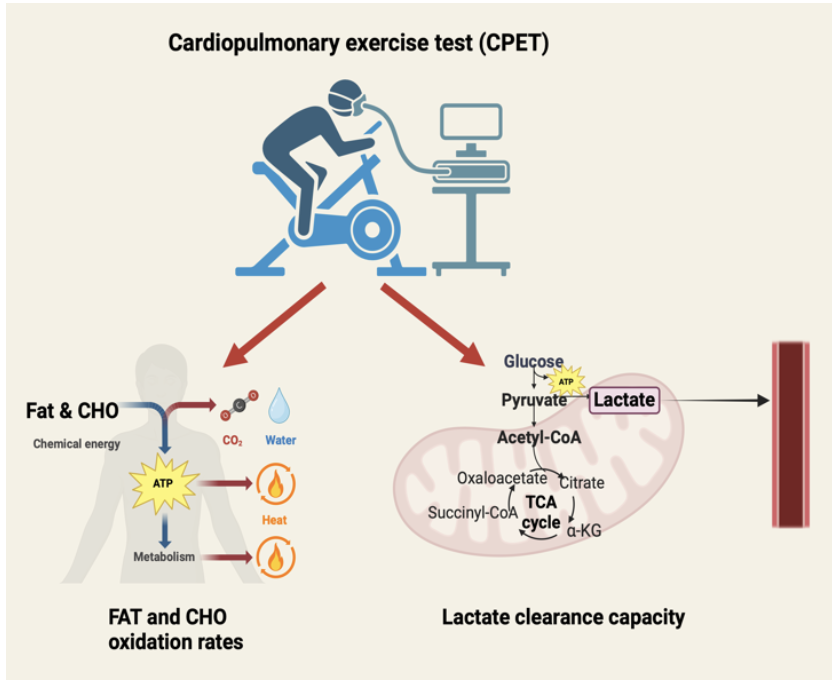 Cardiopulmonary exercise test (CPET)
Fat & CHO
Chemical energy
CO₂
Water
ATP
Heat
Metabolism
FAT and CHO
oxidation rates
Glucose
ATP
Pyruvate
Lactate
Acetyl-CoA
Oxaloacetate
Citrate
Succinyl-CoA
TCA
cycle
α-KG
Lactate clearance capacity